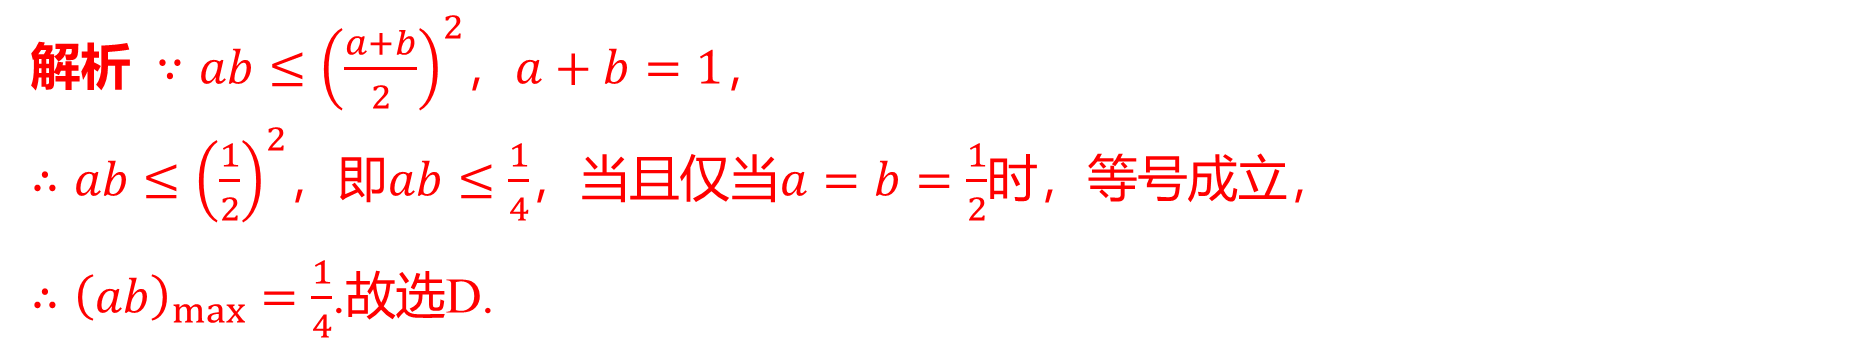 解析 ∵ ab ≤ ((a+b)/2)²，a + b = 1，
∴ ab ≤ (1/2)²，即ab ≤ 1/4，当且仅当a = b = 1/2时，等号成立，
∴ (ab)max = 1/4.故选D.